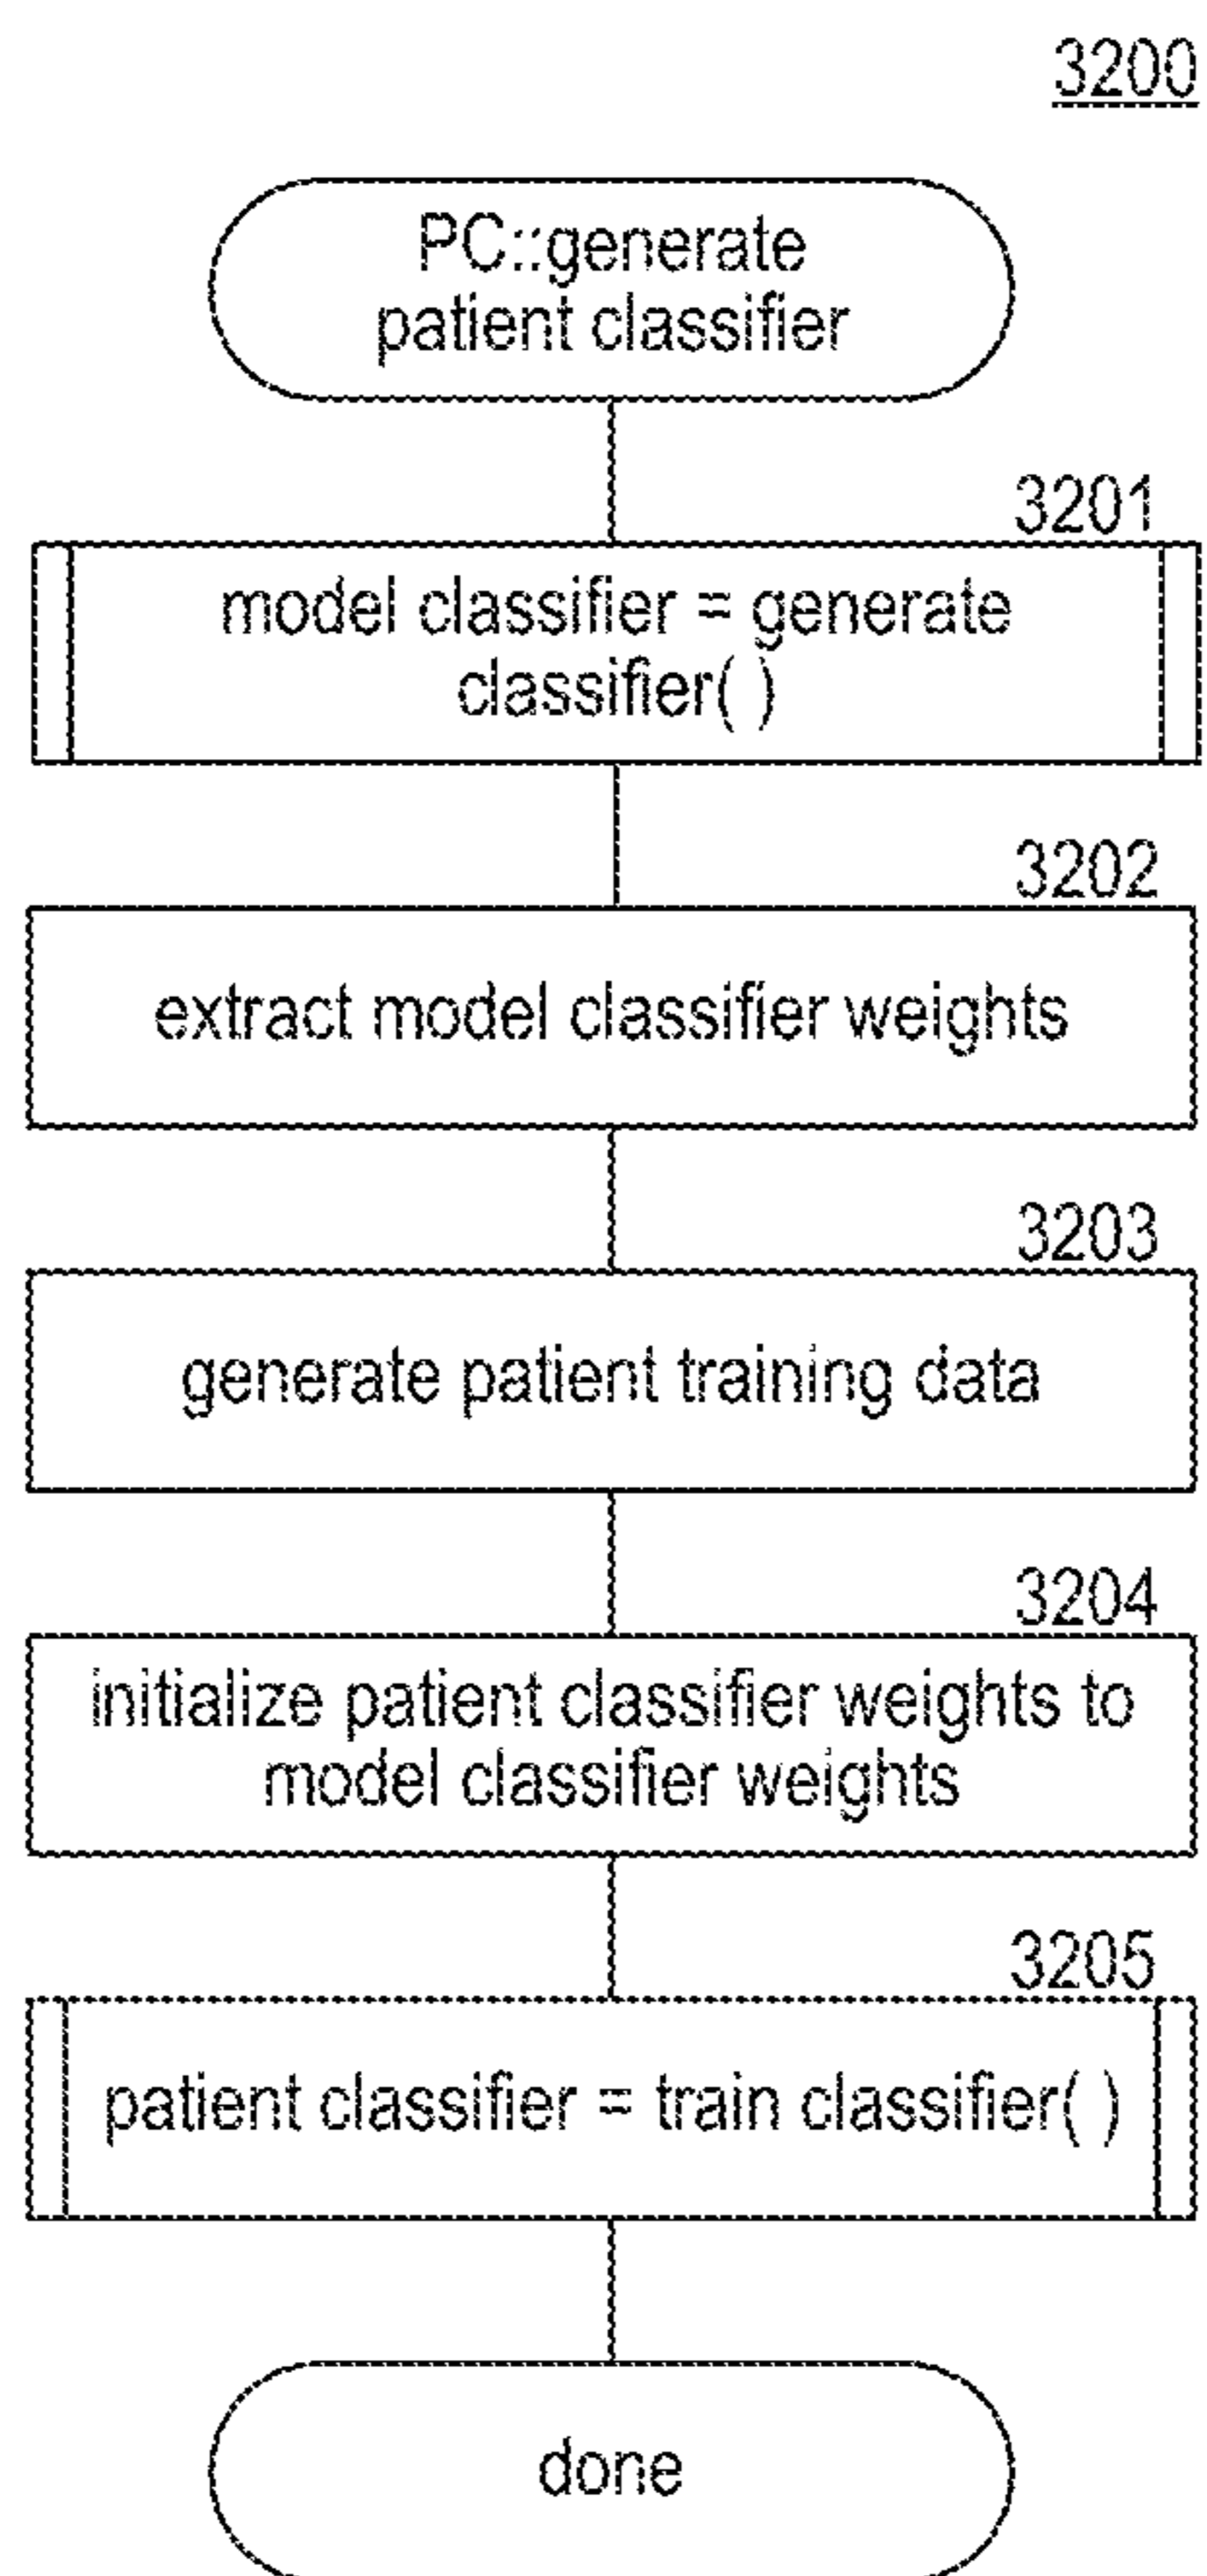 3200
PC::generate
patient classifier
3201
model classifier = generate
classifier( )
3202
extract model classifier weights
3203
generate patient training data
3204
initialize patient classifier weights to
model classifier weights
3205
patient classifier = train classifier( )
done